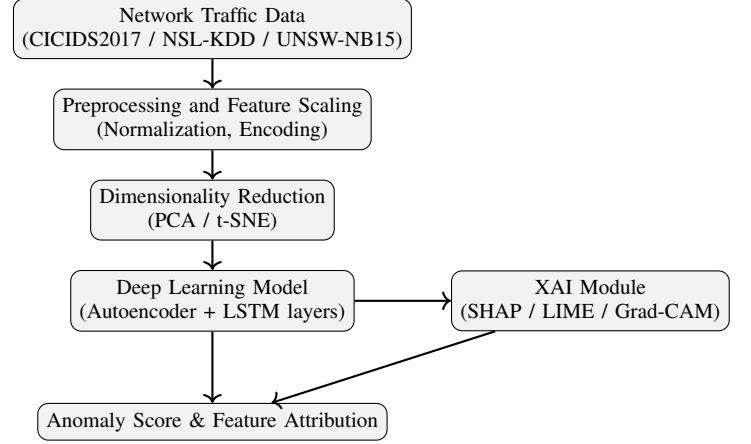 Network Traffic Data
(CICIDS2017 / NSL-KDD / UNSW-NB15)
Preprocessing and Feature Scaling
(Normalization, Encoding)
Dimensionality Reduction
(PCA / t-SNE)
Deep Learning Model
(Autoencoder + LSTM layers)
XAI Module
(SHAP / LIME / Grad-CAM)
Anomaly Score & Feature Attribution